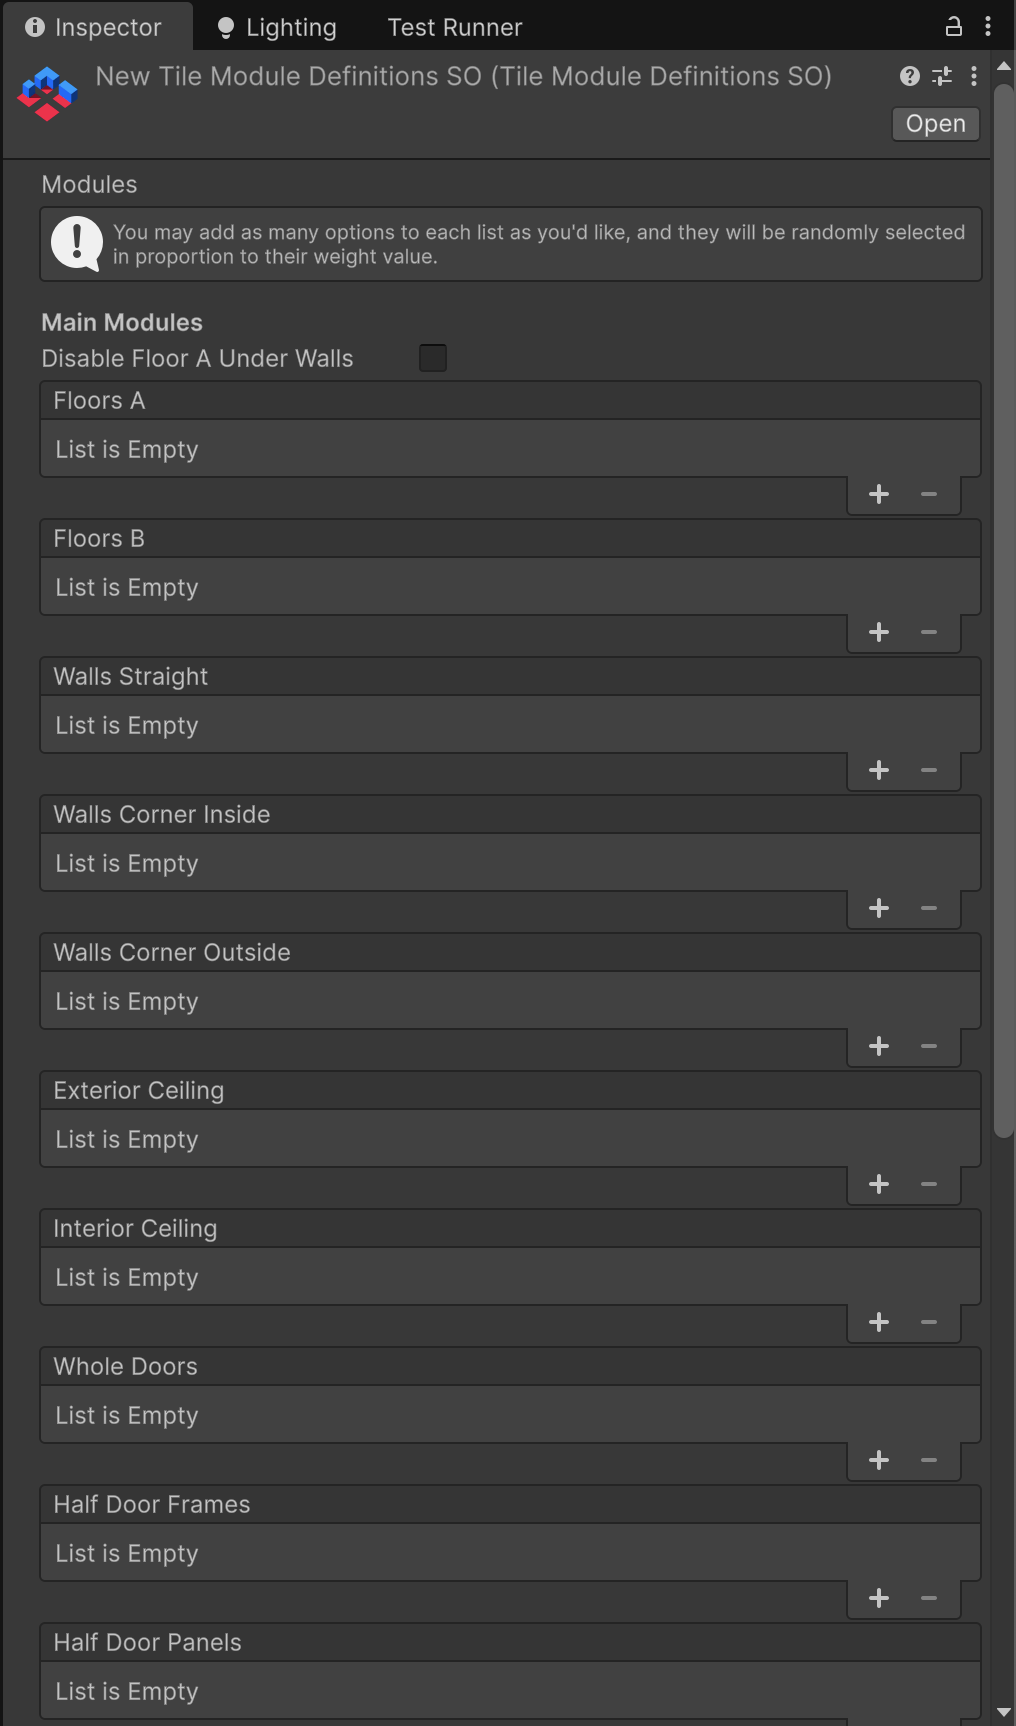 Inspector
Lighting
Test Runner
New Tile Module Definitions SO (Tile Module Definitions SO)
Open
Modules
You may add as many options to each list as you'd like, and they will be randomly selected
in proportion to their weight value.
Main Modules
Disable Floor A Under Walls
Floors A
List is Empty
Floors B
List is Empty
Walls Straight
List is Empty
Walls Corner Inside
List is Empty
Walls Corner Outside
List is Empty
Exterior Ceiling
List is Empty
Interior Ceiling
List is Empty
Whole Doors
List is Empty
Half Door Frames
List is Empty
Half Door Panels
List is Empty